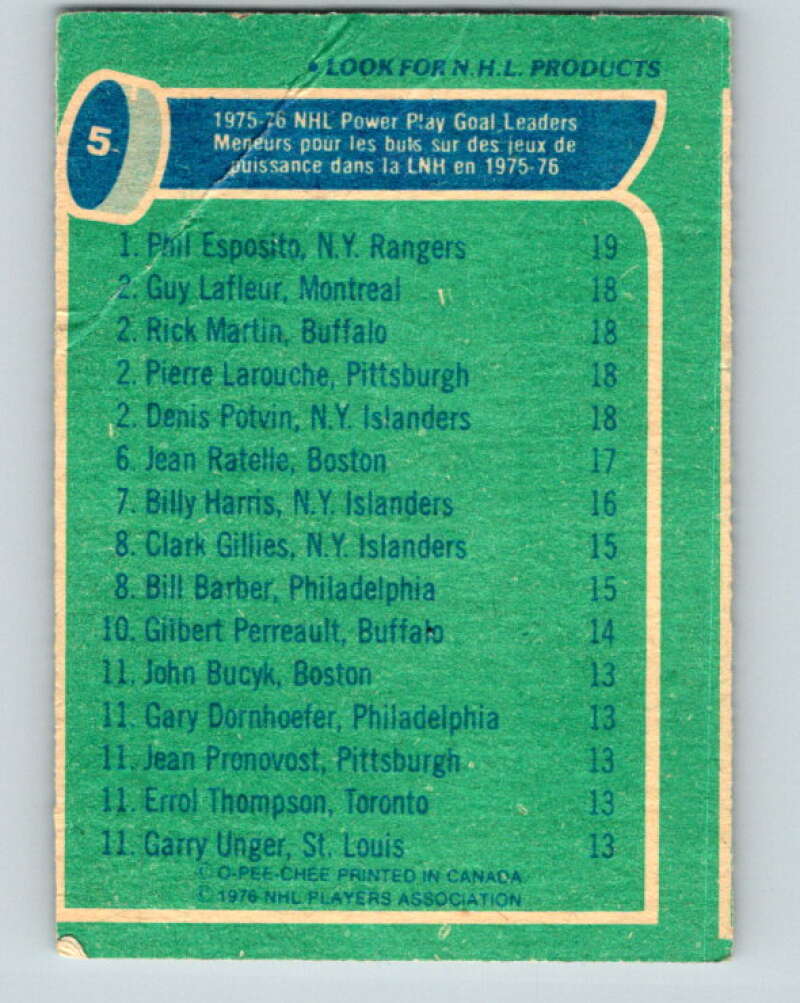 • LOOK FOR N.H.L. PRODUCTS
5
1975-76 NHL Power Play Goal Leaders
Meneurs pour les buts sur des jeux de
puissance dans la LNH en 1975-76
1. Phil Esposito, N.Y. Rangers 19
2. Guy Lafleur, Montreal 18
2. Rick Martin, Buffalo 18
2. Pierre Larouche, Pittsburgh 18
2. Denis Potvin, N.Y. Islanders 18
6. Jean Ratelle, Boston 17
7. Billy Harris, N.Y. Islanders 16
8. Clark Gillies, N.Y. Islanders 15
8. Bill Barber, Philadelphia 15
10. Gilbert Perreault, Buffalo 14
11. John Bucyk, Boston 13
11. Gary Dornhoefer, Philadelphia 13
11. Jean Pronovost, Pittsburgh 13
11. Errol Thompson, Toronto 13
11. Garry Unger, St. Louis 13
© O-PEE-CHEE PRINTED IN CANADA
© 1976 NHL PLAYERS ASSOCIATION